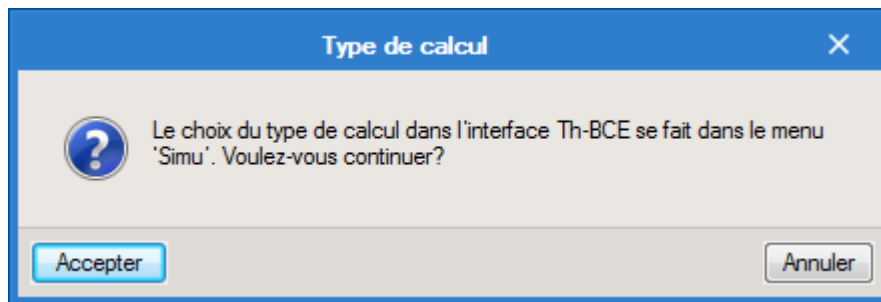 Type de calcul
Le choix du type de calcul dans l'interface Th-BCE se fait dans le menu
'Simu'. Voulez-vous continuer?
Accepter
Annuler